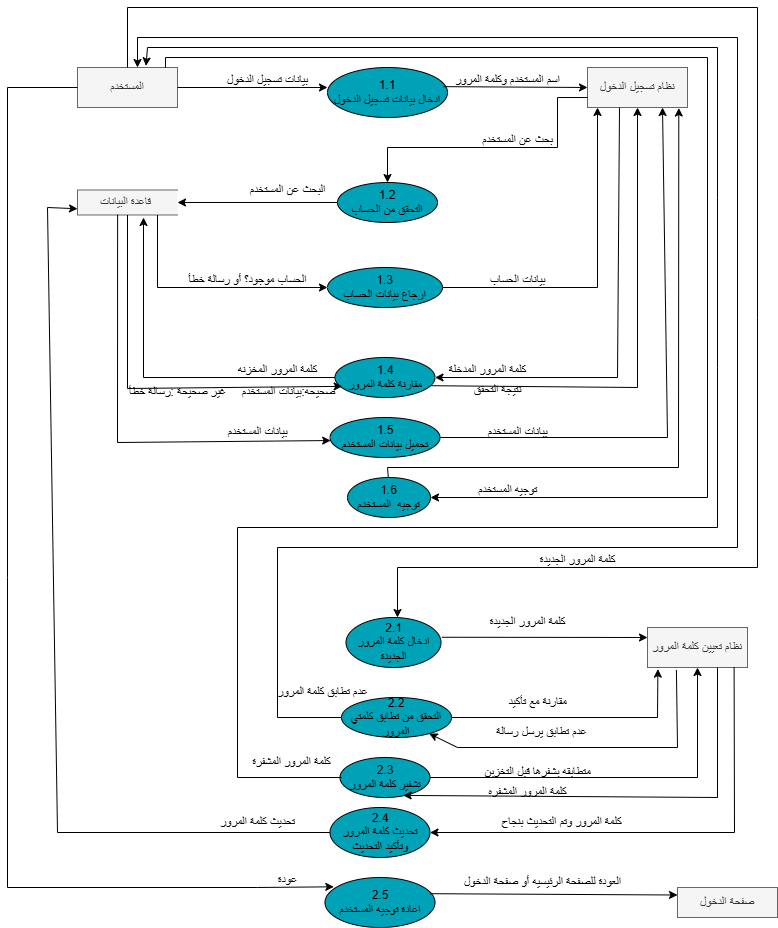 المستخدم
بيانات تسجيل الدخول
1.1
ادخال بيانات تسجيل الدخول
اسم المستخدم وكلمة المرور
نظام تسجيل الدخول
بحث عن المستخدم
قاعدة البيانات
البحث عن المستخدم
1.2
التحقق من الحساب
الحساب موجود؟ أو رسالة خطأ
1.3
ارجاع بيانات الحساب
بيانات الحساب
كلمة المرور المخزنه
1.4
مقارنة كلمة المرور
كلمة المرور المدخلة
صحيحة:بيانات المستخدم
غير صحيحة :رسالة خطأ
نتيجة التحقق
بيانات المستخدم
1.5
تحميل بيانات المستخدم
بيانات المستخدم
1.6
توجيه المستخدم
توجيه المستخدم
كلمة المرور الجديدة
2.1
ادخال كلمة المرور
الجديدة
كلمة المرور الجديدة
نظام تعيين كلمة المرور
عدم تطابق كلمة المرور
2.2
التحقق من تطابق كلمتي
المرور
مقارنة مع تأكيد
عدم تطابق يرسل رسالة
كلمة المرور المشفرة
2.3
تشفير كلمة المرور
متطابقه بشفرها قبل التخزين
كلمة المرور المشفره
تحديث كلمة المرور
2.4
تحديث كلمة المرور
وتأكيد التحديث
كلمة المرور وتم التحديث بنجاح
عودة
2.5
اعادة توجيه المستخدم
العودة للصفحة الرئيسيه أو صفحة الدخول
صفحة الدخول